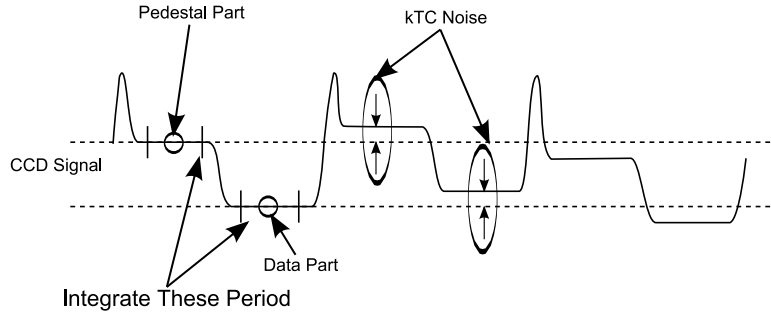 Pedestal Part
kTC Noise
CCD Signal
Data Part
Integrate These Period